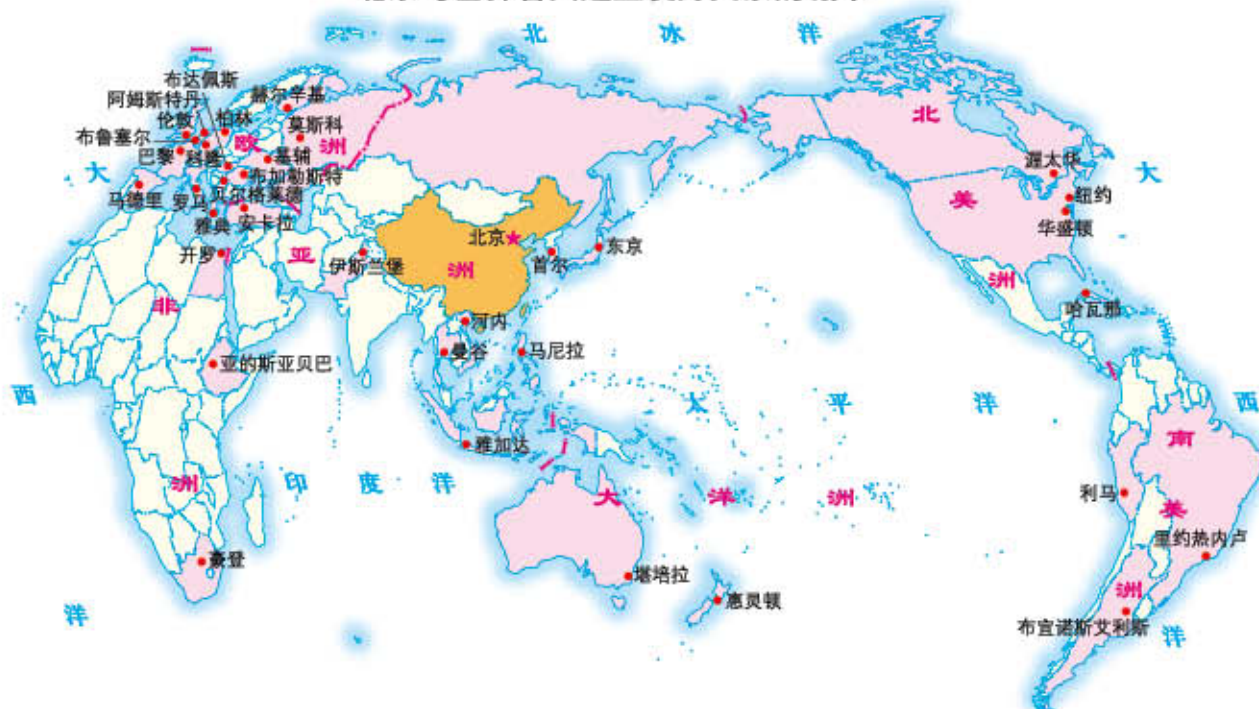 北冰洋
布达佩斯
阿姆斯特丹
赫尔辛基
伦敦
柏林
莫斯科
布鲁塞尔
欧洲
巴黎
科隆
基辅
布加勒斯特
马德里
罗马
贝尔格莱德
雅典
安卡拉
开罗
亚洲
伊斯兰堡
北京
首尔
东京
河内
曼谷
马尼拉
雅加达
非洲
亚的斯亚贝巴
豪登
北美洲
渥太华
纽约
华盛顿
哈瓦那
大西洋
太平洋
印度洋
大洋洲
堪培拉
惠灵顿
南美洲
利马
里约热内卢
布宜诺斯艾利斯
大西洋